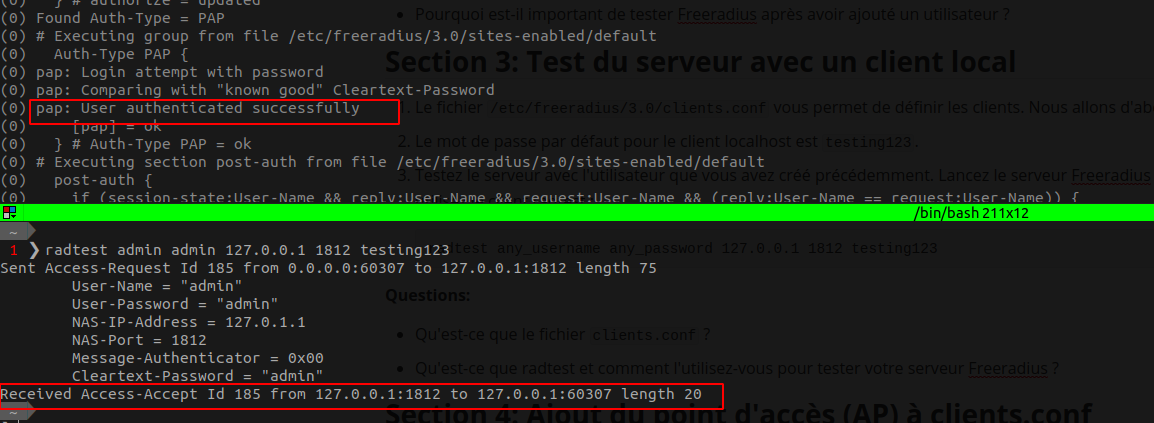 (0)     } # authorize = updated
(0) Found Auth-Type = PAP
(0) # Executing group from file /etc/freeradius/3.0/sites-enabled/default
(0)   Auth-Type PAP {
(0) pap: Login attempt with password
(0) pap: Comparing with "known good" Cleartext-Password
(0) pap: User authenticated successfully
(0)     [pap] = ok
(0)   } # Auth-Type PAP = ok
(0) # Executing section post-auth from file /etc/freeradius/3.0/sites-enabled/default
(0)   post-auth {
(0)     if (session-state:User-Name && reply:User-Name && request:User-Name && (reply:User-Name == request:User-Name)) {
• Pourquoi est-il important de tester Freeradius après avoir ajouté un utilisateur ?
Section 3: Test du serveur avec un client local
1. Le fichier /etc/freeradius/3.0/clients.conf vous permet de définir les clients. Nous allons d'ab
2. Le mot de passe par défaut pour le client localhost est testing123.
3. Testez le serveur avec l'utilisateur que vous avez créé précédemment. Lancez le serveur Freeradius
/bin/bash 211x12
~
1 ❯ radtest admin admin 127.0.0.1 1812 testing123
Sent Access-Request Id 185 from 0.0.0.0:60307 to 127.0.0.1:1812 length 75
User-Name = "admin"
User-Password = "admin"
NAS-IP-Address = 127.0.1.1
NAS-Port = 1812
Message-Authenticator = 0x00
Cleartext-Password = "admin"
Received Access-Accept Id 185 from 127.0.0.1:1812 to 127.0.0.1:60307 length 20
~
radtest any_username any_password 127.0.0.1 1812 testing123
Questions:
• Qu'est-ce que le fichier clients.conf ?
• Qu'est-ce que radtest et comment l'utilisez-vous pour tester votre serveur Freeradius ?
Section 4: Ajout du point d'accès (AP) à clients.conf